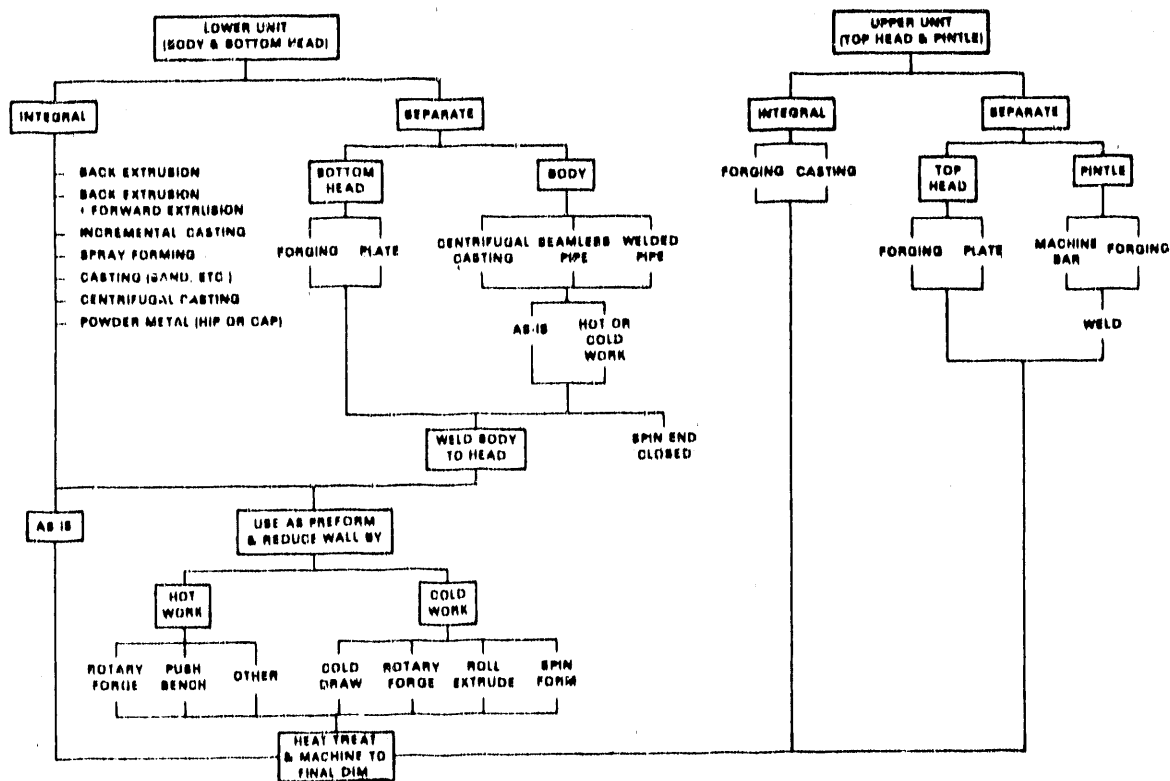 LOWER UNIT
(BODY & BOTTOM HEAD)
UPPER UNIT
(TOP HEAD & PINTLE)
INTEGRAL
SEPARATE
INTEGRAL
SEPARATE
BACK EXTRUSION
BACK EXTRUSION
+ FORWARD EXTRUSION
INCREMENTAL CASTING
SPRAY FORMING
CASTING (SAND, ETC.)
CENTRIFUGAL CASTING
POWDER METAL (HIP OR CAP)
BOTTOM
HEAD
BODY
FORGING PLATE
CENTRIFUGAL
CASTING
SEAMLESS
PIPE
WELDED
PIPE
AS-IS
HOT OR
COLD
WORK
FORGING CASTING
TOP
HEAD
PINTLE
FORGING PLATE
MACHINE
BAR
FORGING
WELD
WELD BODY
TO HEAD
SPIN END
CLOSED
AS IS
USE AS PREFORM
& REDUCE WALL BY
HOT
WORK
COLD
WORK
ROTARY
FORGE
PUSH
BENCH
OTHER
COLD
DRAW
ROTARY
FORGE
ROLL
EXTRUDE
SPIN
FORM
HEAT TREAT
& MACHINE TO
FINAL DIM